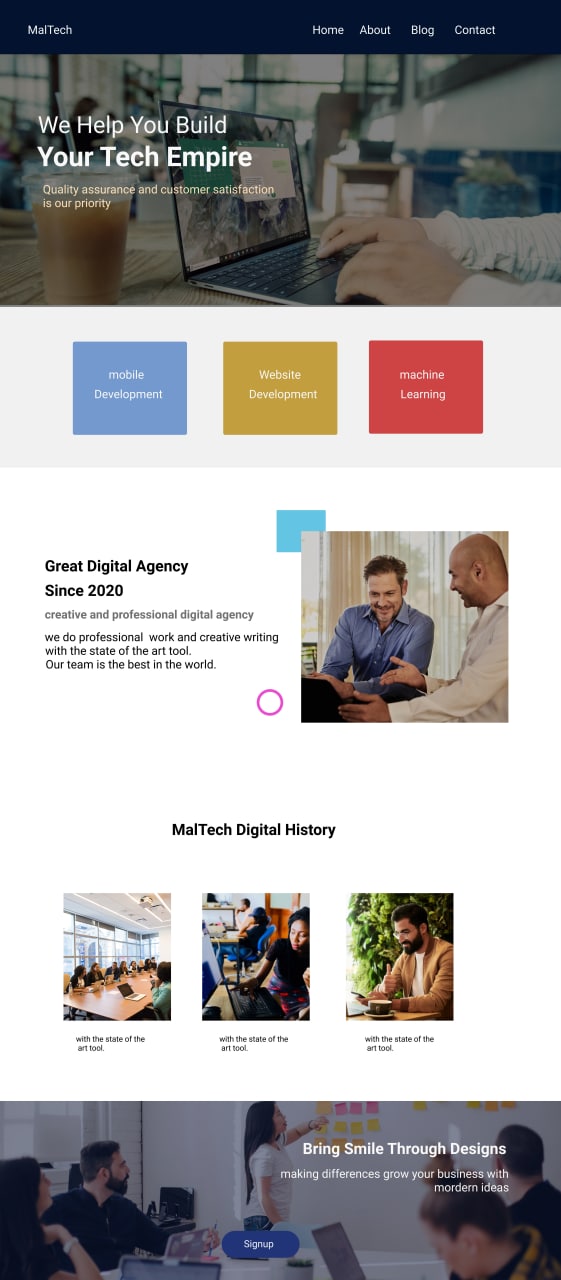 MalTech
Home About Blog Contact
We Help You Build
Your Tech Empire
Quality assurance and customer satisfaction
is our priority
mobile
Development
Website
Development
machine
Learning
Great Digital Agency
Since 2020
creative and professional digital agency
we do professional  work and creative writing
with the state of the art tool.
Our team is the best in the world.
MalTech Digital History
with the state of the
art tool.
with the state of the
art tool.
with the state of the
art tool.
Bring Smile Through Designs
making differences grow your business with
mordern ideas
Signup